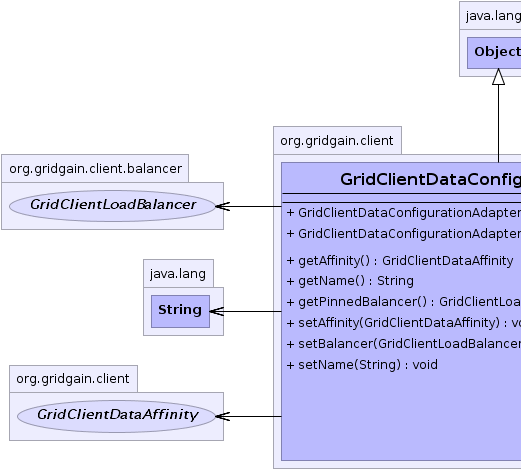 java.lang
Object
org.gridgain.client
org.gridgain.client.balancer
GridClientLoadBalancer
GridClientDataConfig
+ GridClientDataConfigurationAdapter
+ GridClientDataConfigurationAdapter
+ getAffinity() : GridClientDataAffinity
+ getName() : String
+ getPinnedBalancer() : GridClientLoa
+ setAffinity(GridClientDataAffinity) : vo
+ setBalancer(GridClientLoadBalancer
+ setName(String) : void
java.lang
String
org.gridgain.client
GridClientDataAffinity